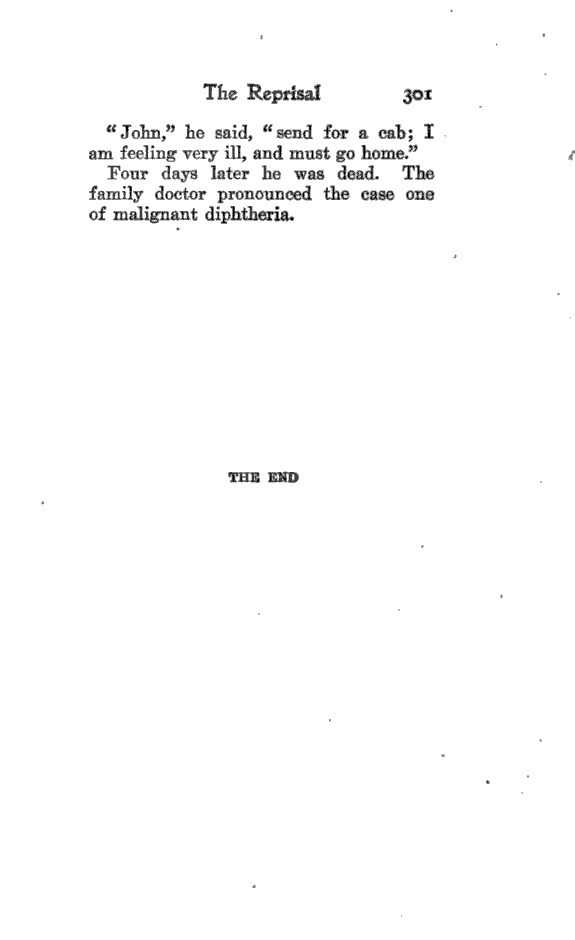 The Reprisal 301
“John,” he said, “send for a cab; I
am feeling very ill, and must go home.”
Four days later he was dead. The
family doctor pronounced the case one
of malignant diphtheria.
THE END